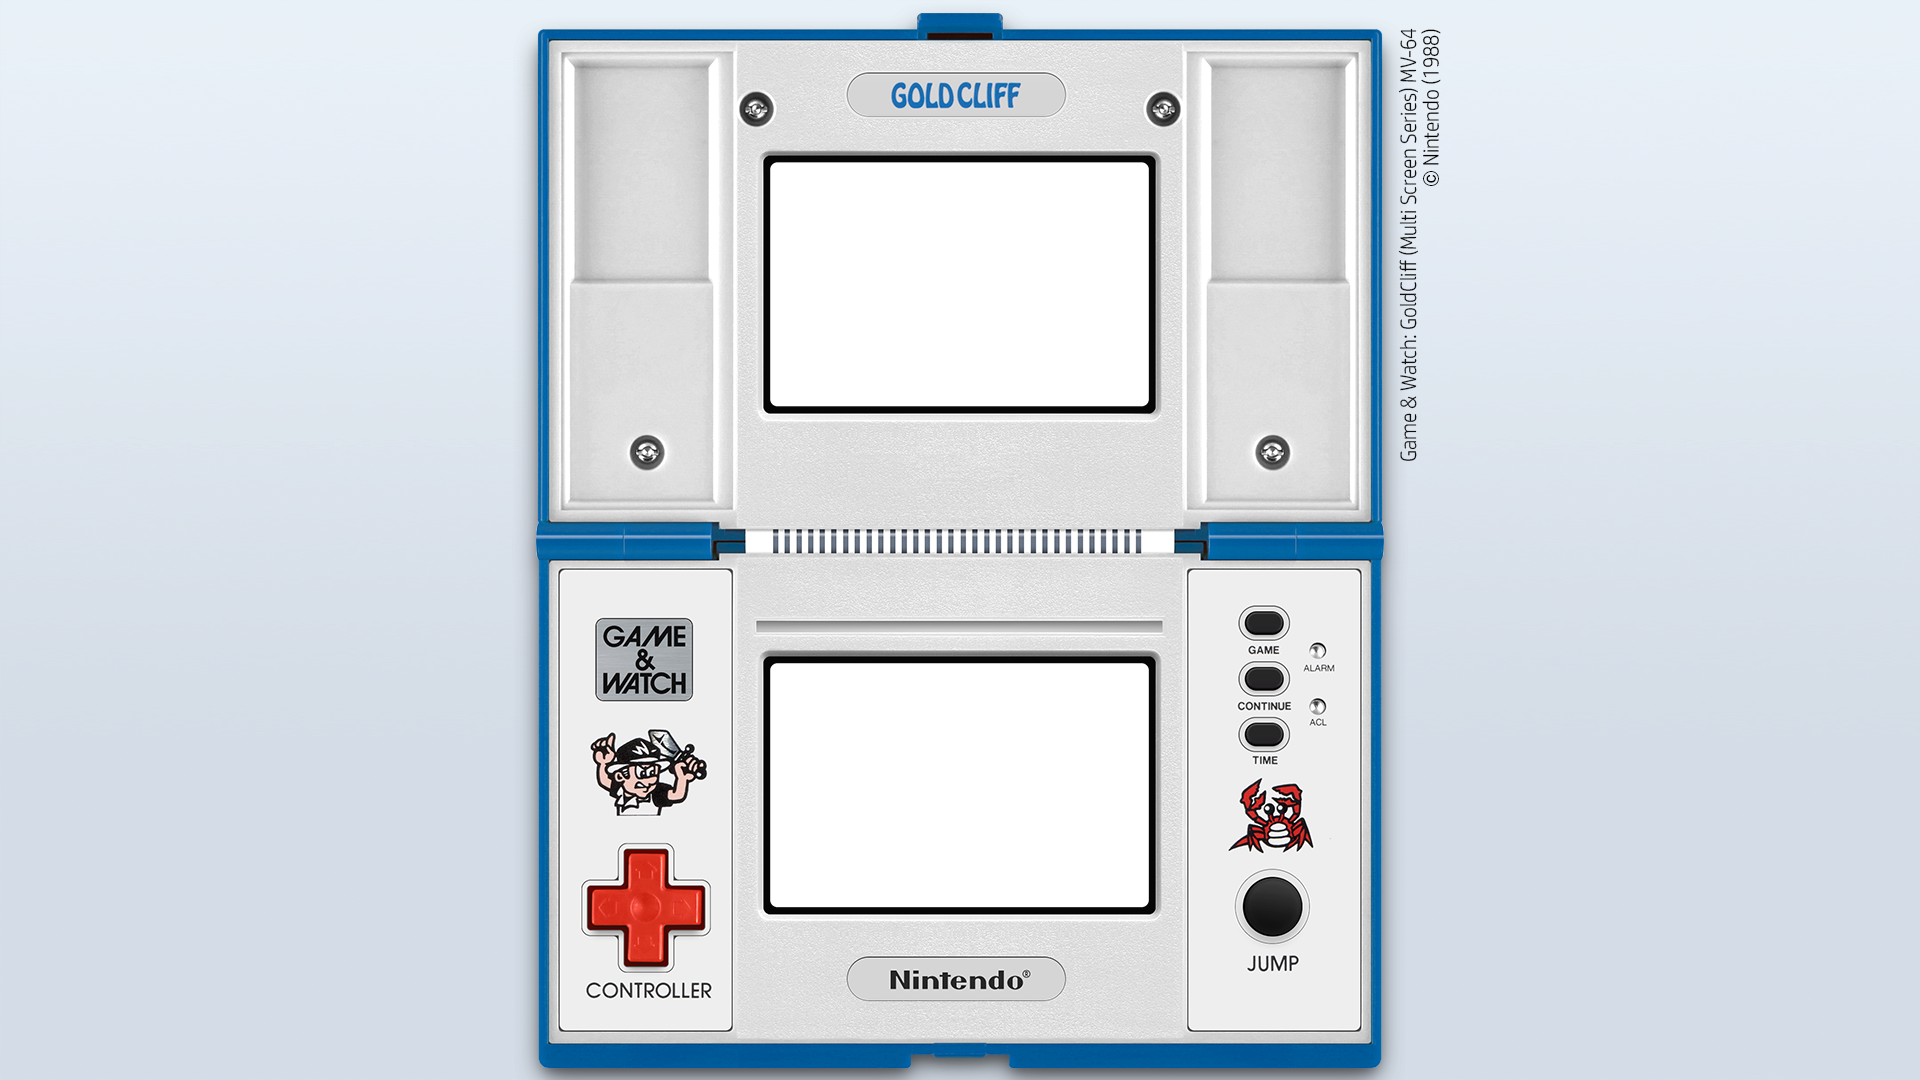 GOLD CLIFF
Game & Watch: GoldCliff (Multi Screen Series) MV-64
© Nintendo (1988)
GAME
&
WATCH
GAME
ALARM
CONTINUE
ACL
TIME
CONTROLLER
JUMP
Nintendo®